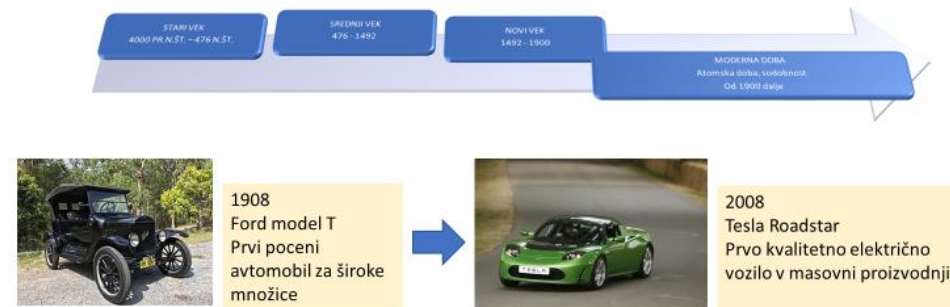 STARI VEK
4000 PR.N.ŠT. – 476 N.ŠT.
SREDNJI VEK
476 - 1492
NOVI VEK
1492 - 1900
MODERNA DOBA
Atomska doba, sodobnost
Od 1900 dalje
1908
Ford model T
Prvi poceni
avtomobil za široke
množice
TESLA
2008
Tesla Roadstar
Prvo kvalitetno električno
vozilo v masovni proizvodnji